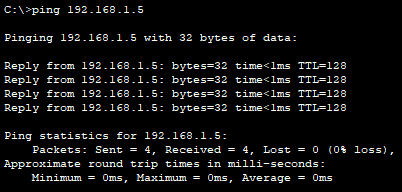 C:\>ping 192.168.1.5
Pinging 192.168.1.5 with 32 bytes of data:
Reply from 192.168.1.5: bytes=32 time<1ms TTL=128
Reply from 192.168.1.5: bytes=32 time<1ms TTL=128
Reply from 192.168.1.5: bytes=32 time<1ms TTL=128
Reply from 192.168.1.5: bytes=32 time<1ms TTL=128
Ping statistics for 192.168.1.5:
    Packets: Sent = 4, Received = 4, Lost = 0 (0% loss),
Approximate round trip times in milli-seconds:
    Minimum = 0ms, Maximum = 0ms, Average = 0ms